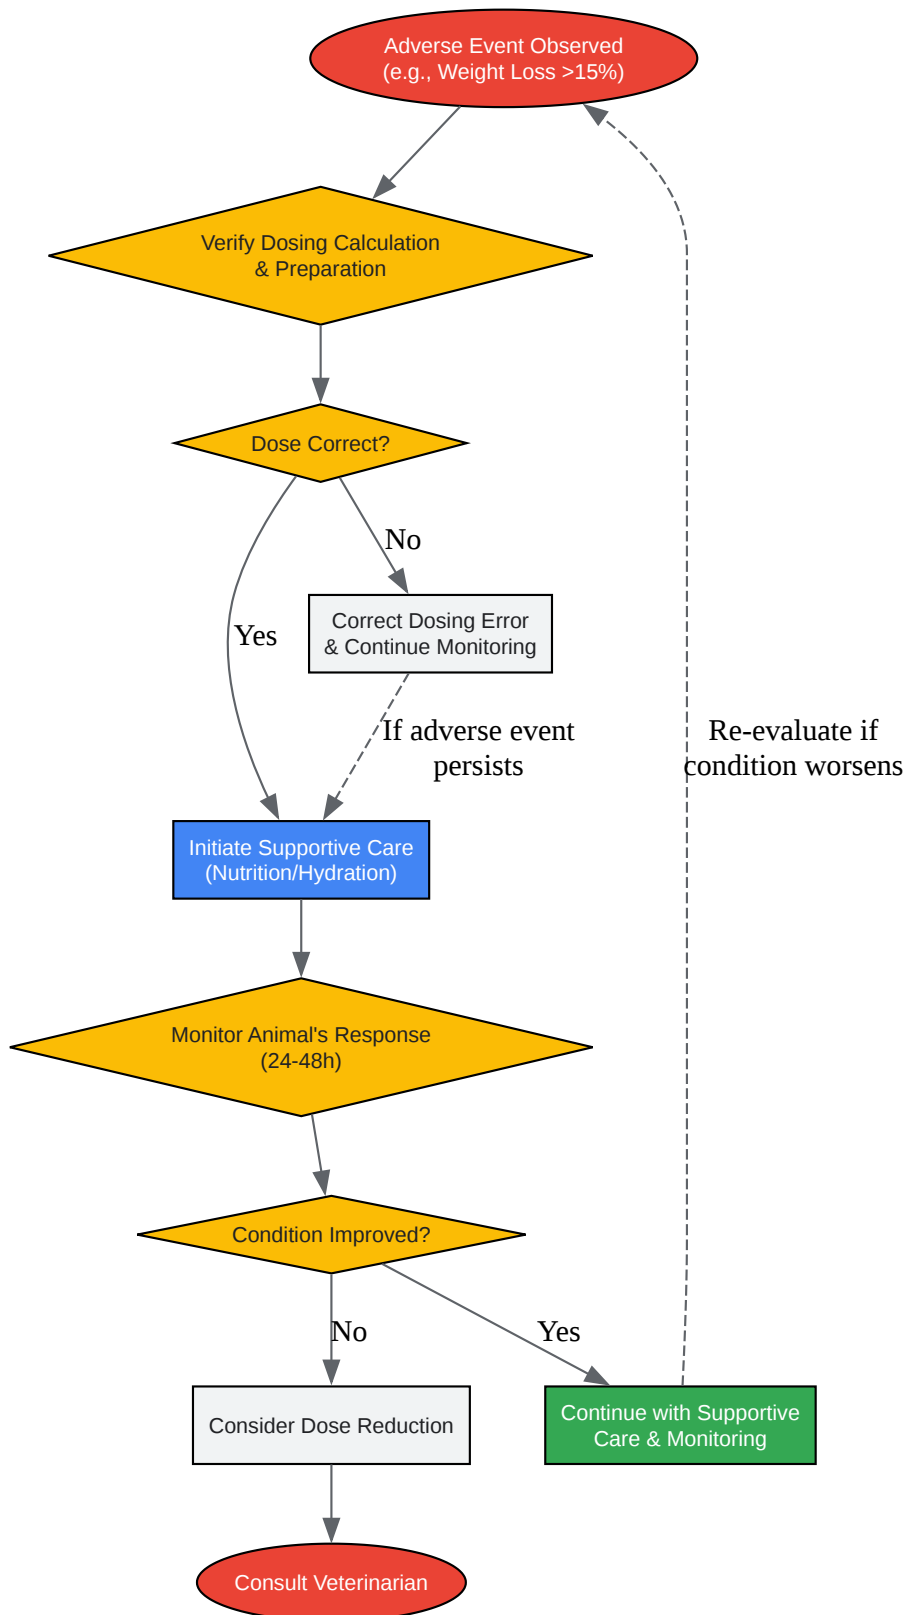 Adverse Event Observed
(e.g., Weight Loss >15%)
Verify Dosing Calculation
& Preparation
Dose Correct?
No
Correct Dosing Error
& Continue Monitoring
Yes
If adverse event
persists
Re-evaluate if
condition worsens
Initiate Supportive Care
(Nutrition/Hydration)
Monitor Animal's Response
(24-48h)
Condition Improved?
No
Yes
Consider Dose Reduction
Continue with Supportive
Care & Monitoring
Consult Veterinarian